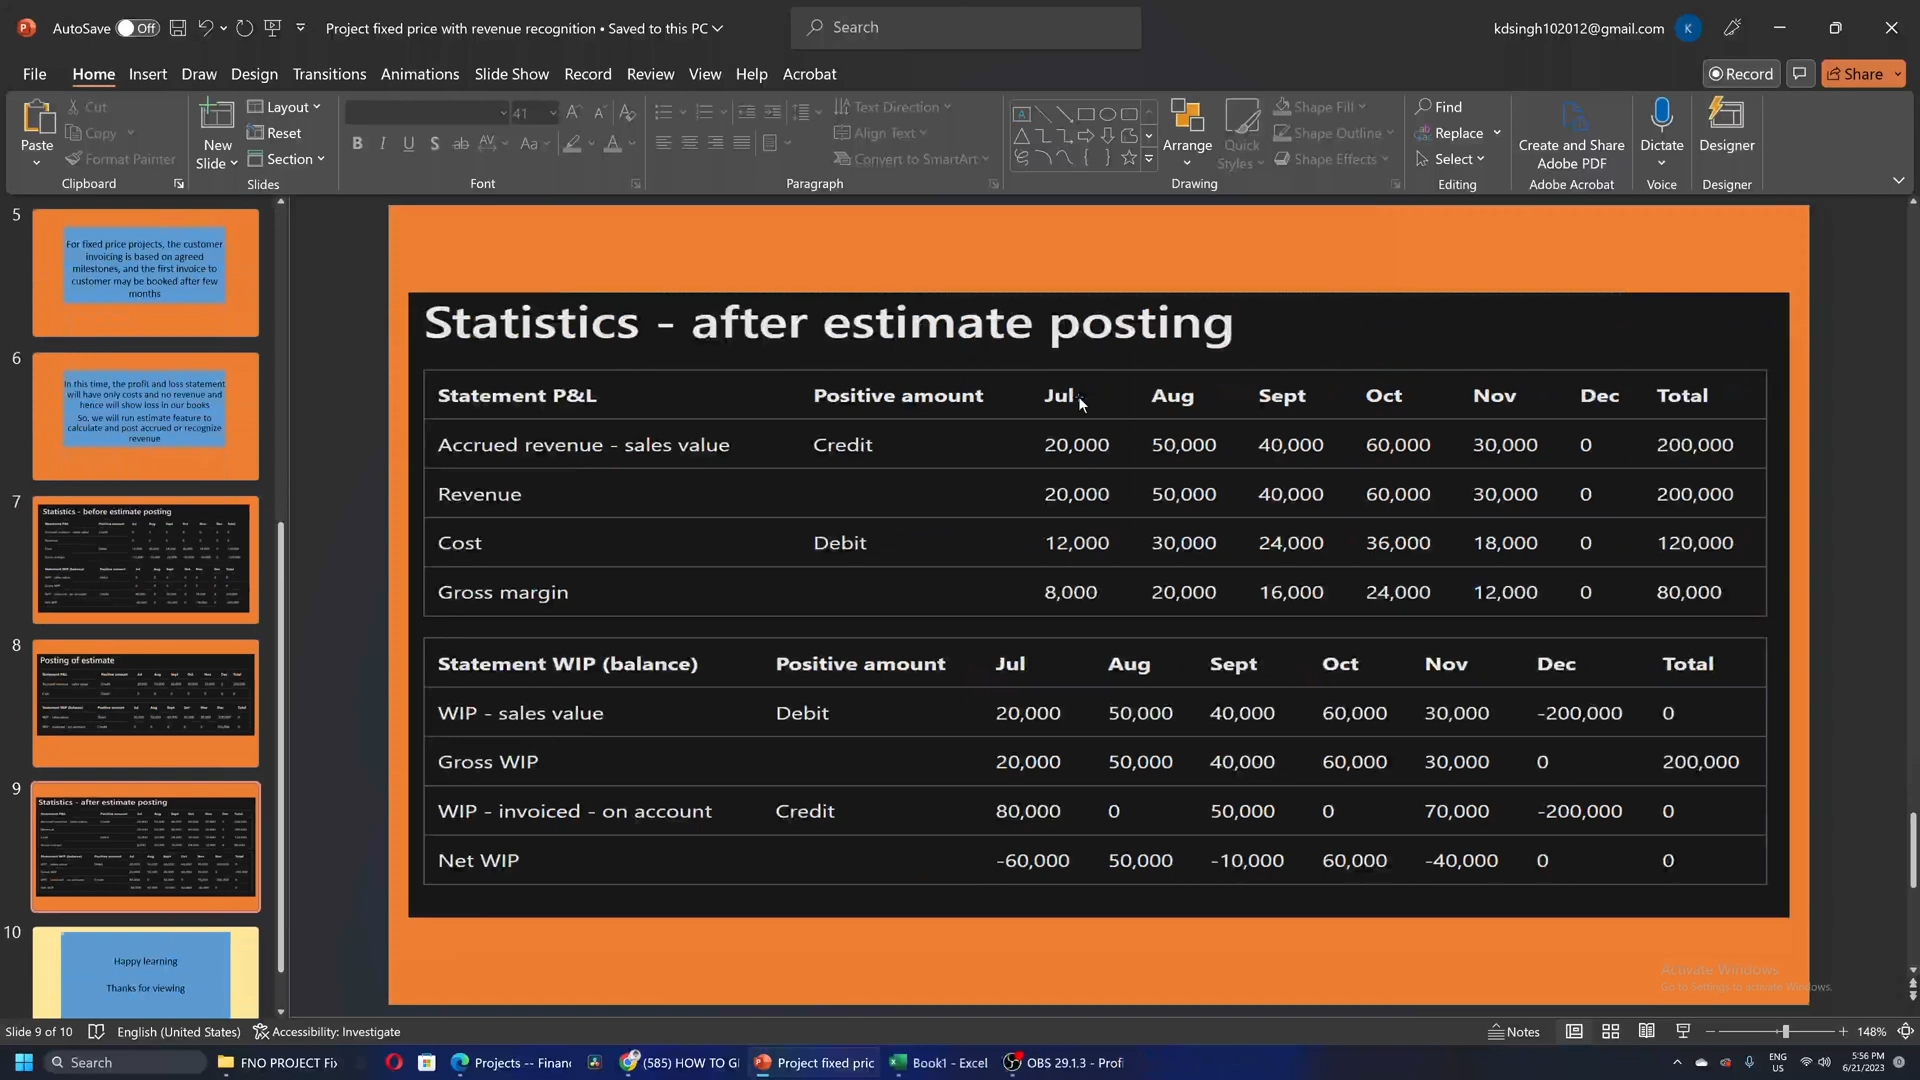 AutoSave Off Project fixed price with revenue recognition • Saved to this PC Search kdsingh102012@gmail.com K
File Home Insert Draw Design Transitions Animations Slide Show Record Review View Help Acrobat Record Share
Paste Cut Copy Format Painter Clipboard
New Slide Layout Reset Section Slides
41 Font
Text Direction Align Text Convert to SmartArt Paragraph
Arrange Quick Styles Shape Fill Shape Outline Shape Effects Drawing
Find Replace Select Editing
Create and Share Adobe PDF Adobe Acrobat
Dictate Voice
Designer Designer
5
For fixed price projects, the customer
invoicing is based on agreed
milestones, and the first invoice to
customer may be booked after few
months
6
In this time, the profit and loss statement
will have only costs and no revenue and
hence will show loss in our books
So, we will run estimate feature to
calculate and post accrued or recognize
revenue
7
Statistics - before estimate posting
8
Posting of estimate
9
Statistics - after estimate posting
10
Happy learning
Thanks for viewing
Statistics - after estimate posting
Statement P&L Positive amount Jul Aug Sept Oct Nov Dec Total
Accrued revenue - sales value Credit 20,000 50,000 40,000 60,000 30,000 0 200,000
Revenue 20,000 50,000 40,000 60,000 30,000 0 200,000
Cost Debit 12,000 30,000 24,000 36,000 18,000 0 120,000
Gross margin 8,000 20,000 16,000 24,000 12,000 0 80,000
Statement WIP (balance) Positive amount Jul Aug Sept Oct Nov Dec Total
WIP - sales value Debit 20,000 50,000 40,000 60,000 30,000 -200,000 0
Gross WIP 20,000 50,000 40,000 60,000 30,000 0 200,000
WIP - invoiced - on account Credit 80,000 0 50,000 0 70,000 -200,000 0
Net WIP -60,000 50,000 -10,000 60,000 -40,000 0 0
Activate Windows
Go to Settings to activate Windows.
Slide 9 of 10 English (United States) Accessibility: Investigate Notes 148%
Search FNO PROJECT Fix Projects -- Financ (585) HOW TO GE Project fixed pric Book1 - Excel OBS 29.1.3 - Profi ENG US 5:56 PM 6/21/2023